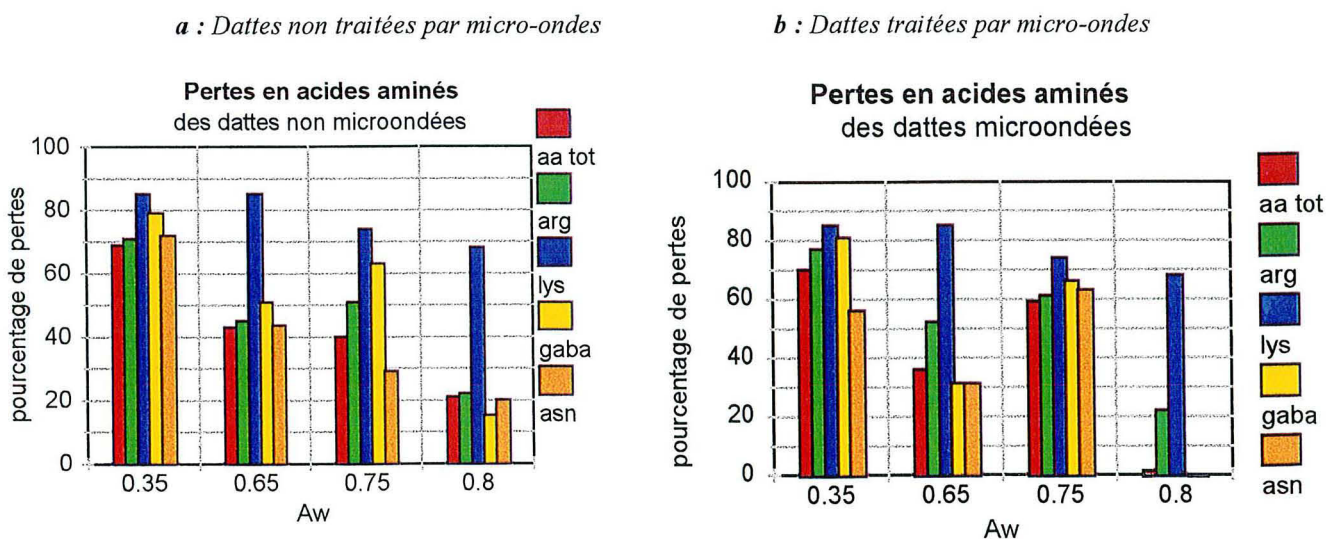 a : Dattes non traitées par micro-ondes
b : Dattes traitées par micro-ondes
Pertes en acides aminés
des dattes non microondées
100
80
60
40
20
0
pourcentage de pertes
0.35
0.65
0.75
0.8
Aw
aa tot
arg
lys
gaba
asn
Pertes en acides aminés
des dattes microondées
100
80
60
40
20
0
pourcentage de pertes
0.35
0.65
0.75
0.8
Aw
aa tot
arg
lys
gaba
asn